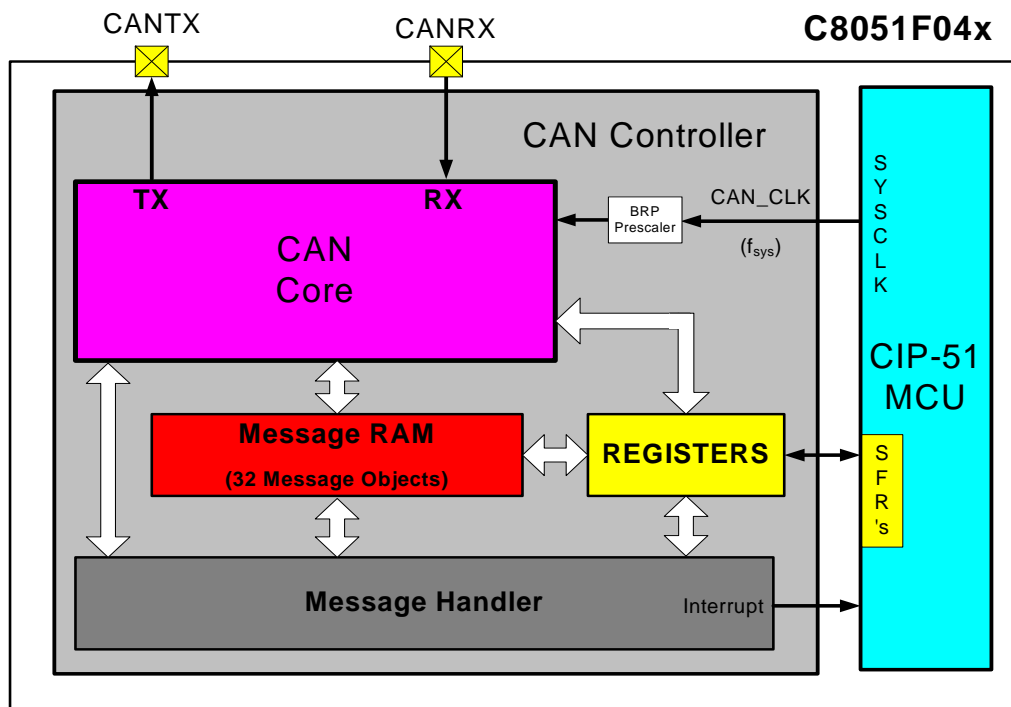 CANTX
CANRX
C8051F04x
CAN Controller
TX
RX
CAN
Core
BRP
Prescaler
CAN_CLK
(fsys)
SYSCLK
CIP-51
MCU
Message RAM
(32 Message Objects)
REGISTERS
SFR's
Message Handler
Interrupt